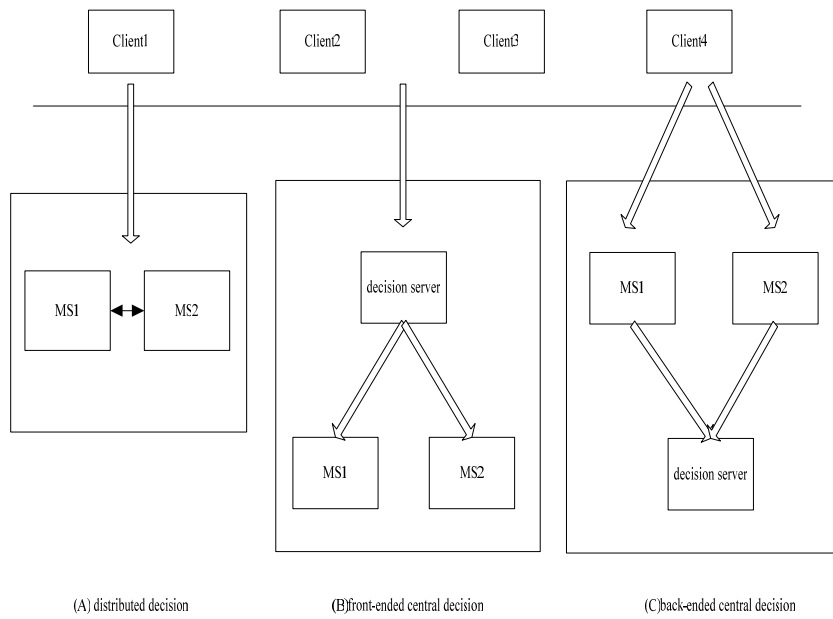 Client1
Client2
Client3
Client4
MS1
MS2
decision server
MS1
MS2
MS1
MS2
decision server
(A) distributed decision
(B)front-ended central decision
(C)back-ended central decision